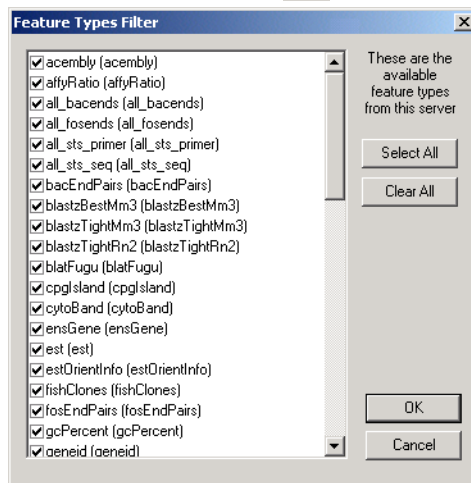 Feature Types Filter
acembly (acembly)
affyRatio (affyRatio)
all_bacends (all_bacends)
all_fosends (all_fosends)
all_sts_primer (all_sts_primer)
all_sts_seq (all_sts_seq)
bacEndPairs (bacEndPairs)
blastzBestMm3 (blastzBestMm3)
blastzTightMm3 (blastzTightMm3)
blastzTightRn2 (blastzTightRn2)
blatFugu (blatFugu)
cpgIsland (cpgIsland)
cytoBand (cytoBand)
ensGene (ensGene)
est (est)
estOrientInfo (estOrientInfo)
fishClones (fishClones)
fosEndPairs (fosEndPairs)
gcPercent (gcPercent)
geneid (geneid)
These are the
available
feature types
from this server
Select All
Clear All
OK
Cancel